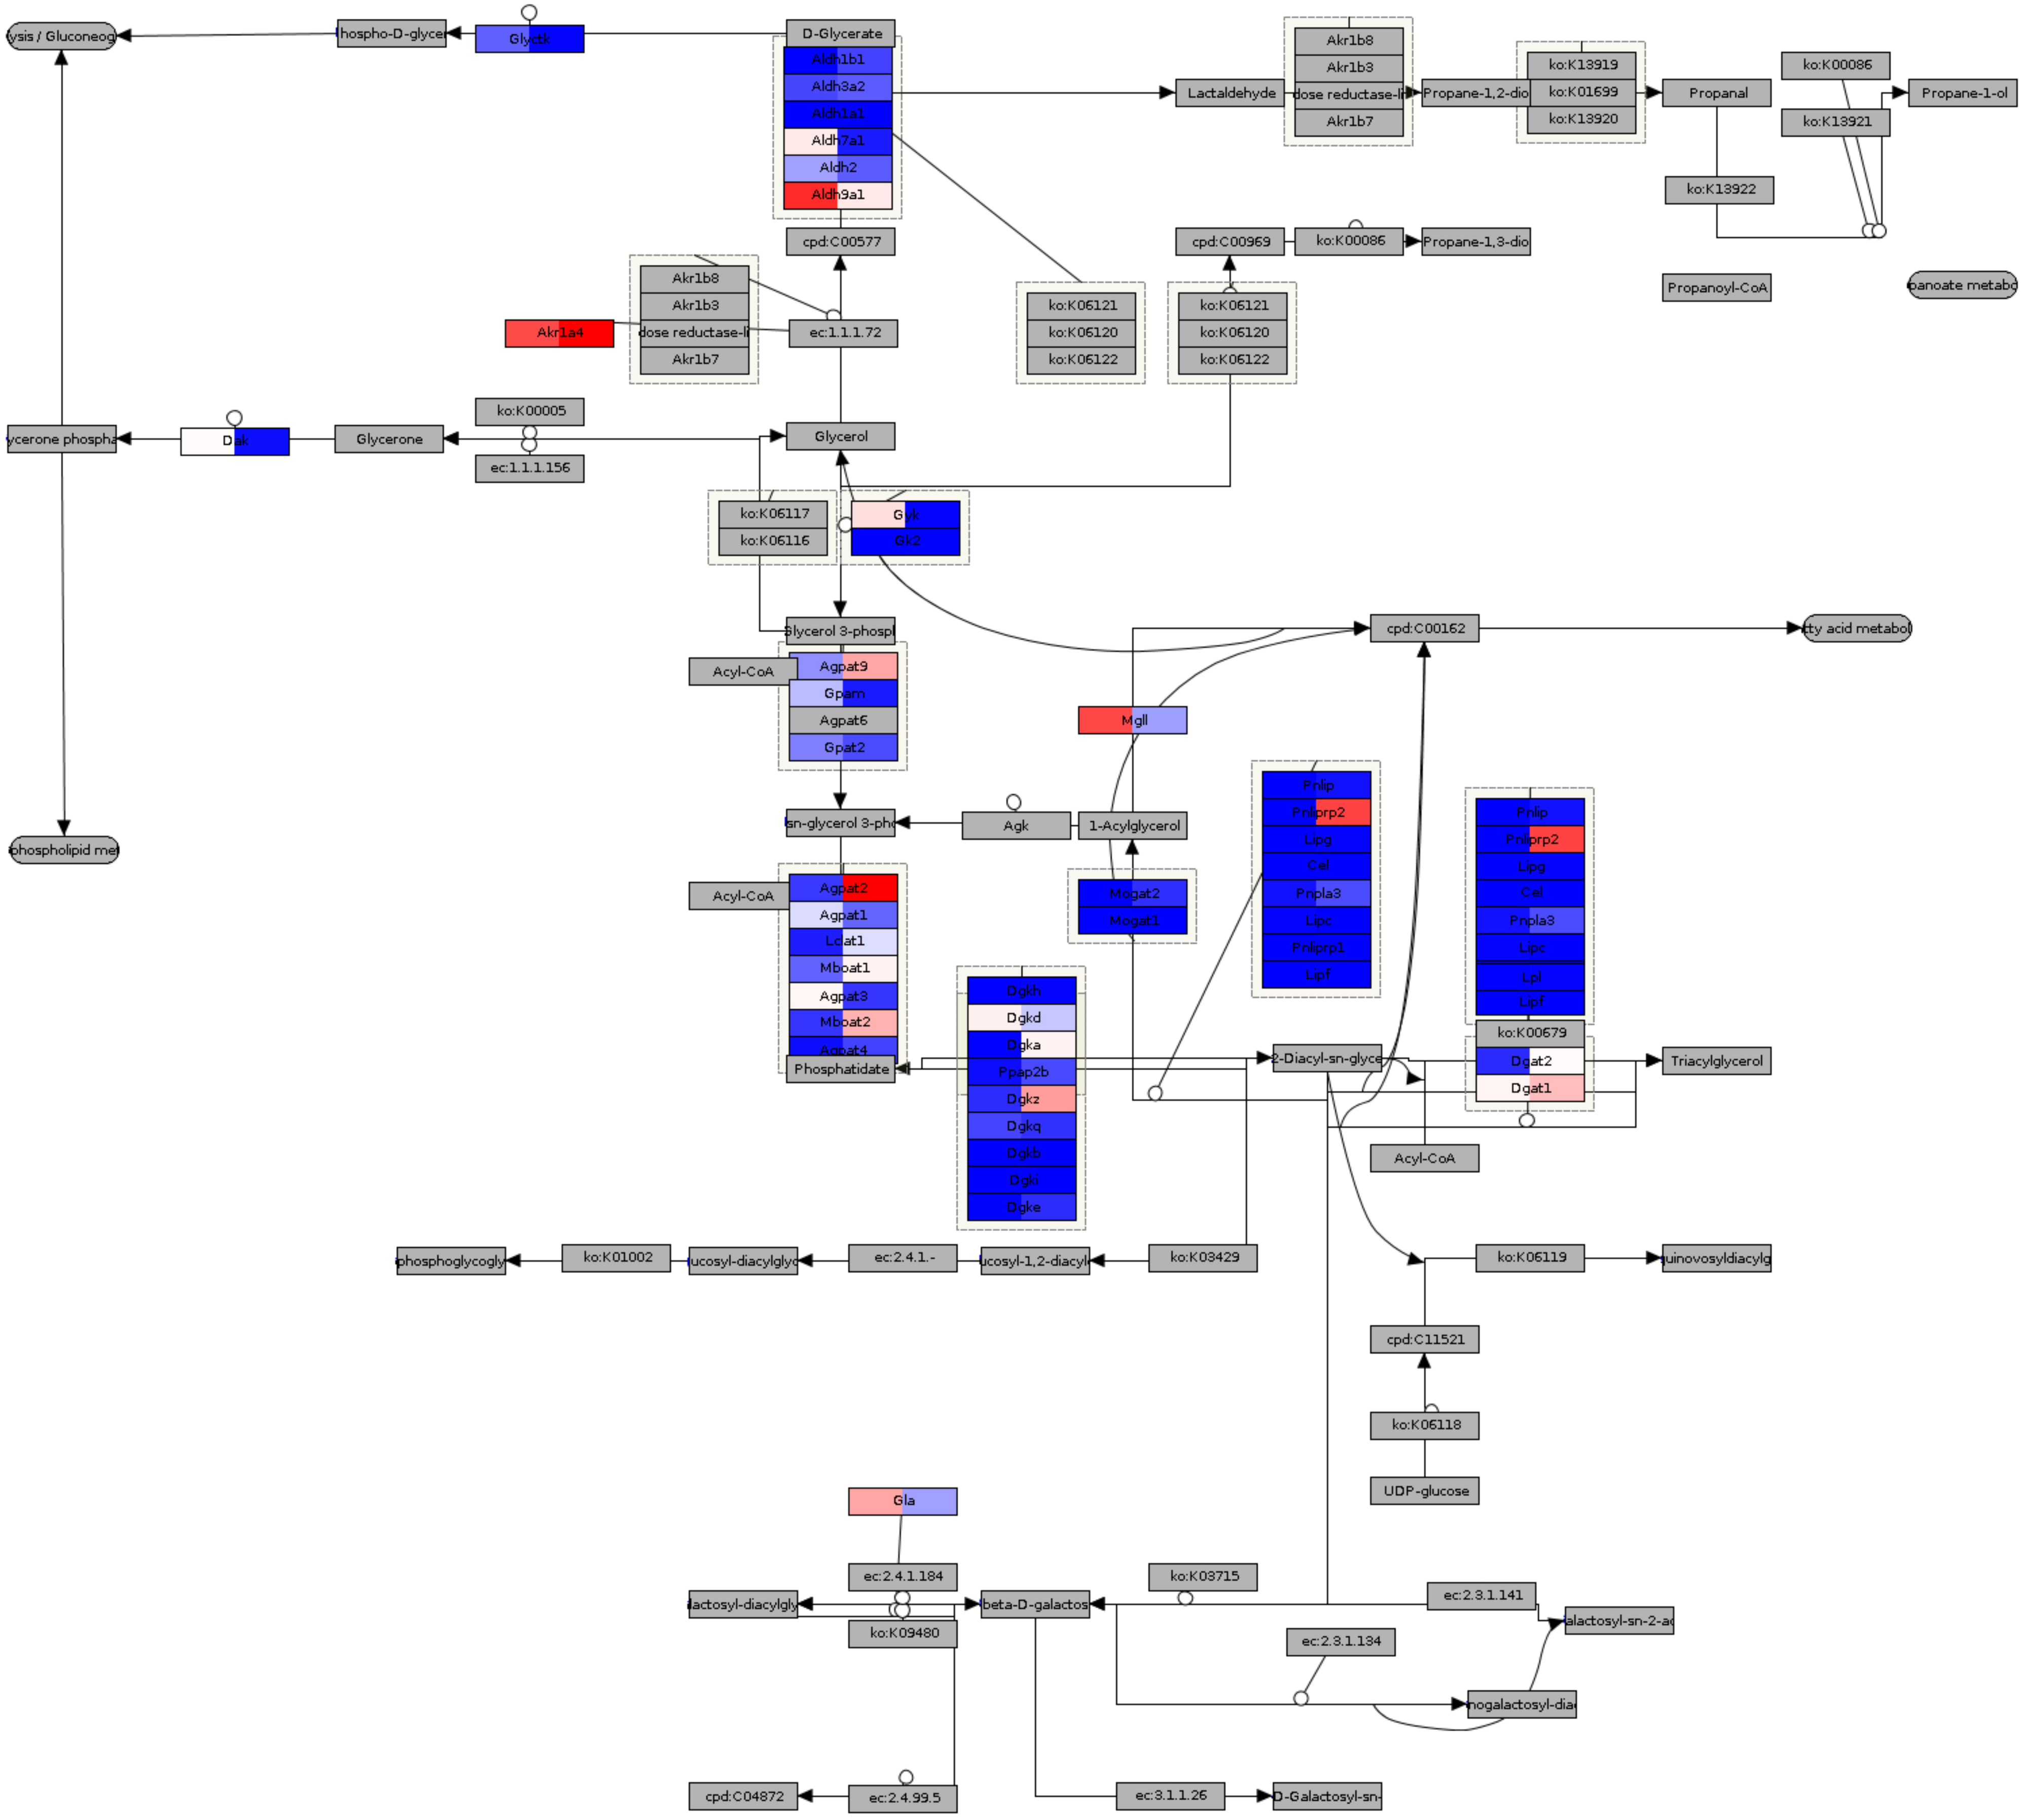 ysis / Gluconeog
hospho-D-glycer
Glyctk
D-Glycerate
Aldh1b1
Aldh3a2
Aldh1a1
Aldh7a1
Aldh2
Aldh9a1
Lactaldehyde
Akr1b8
Akr1b3
dose reductase-li
Akr1b7
Propane-1,2-dio
ko:K13919
ko:K01699
ko:K13920
Propanal
ko:K00086
ko:K13921
Propane-1-ol
ko:K13922
cpd:C00577
cpd:C00969
ko:K00086
Propane-1,3-dio
Propanoyl-CoA
panoate metabo
Akr1b8
Akr1b3
dose reductase-li
Akr1b7
Akr1a4
ec:1.1.1.72
ko:K06121
ko:K06120
ko:K06122
ko:K06121
ko:K06120
ko:K06122
ycerone phospha
Dak
Glycerone
ko:K00005
ec:1.1.1.156
Glycerol
ko:K06117
ko:K06116
Gyk
Gk2
Glycerol 3-phosph
cpd:C00162
tty acid metabol
Acyl-CoA
Agpat9
Gpam
Agpat6
Gpat2
Mgll
sn-glycerol 3-pho
Agk
1-Acylglycerol
phospholipid met
Pnlip
Pnliprp2
Lipg
Cel
Pnpla3
Lipc
Pnliprp1
Lipf
Pnlip
Pnliprp2
Lipg
Cel
Pnpla3
Lipc
Lpl
Lipf
Acyl-CoA
Agpat2
Agpat1
Lclat1
Mboat1
Agpat3
Mboat2
Agpat4
Phosphatidate
Mogat2
Mogat1
Dgkh
Dgkd
Dgka
Ppap2b
Dgkz
Dgkq
Dgkb
Dgki
Dgke
2-Diacyl-sn-glyce
ko:K00679
Dgat2
Dgat1
Triacylglycerol
Acyl-CoA
phosphoglycogly
ko:K01002
ucosyl-diacylglyc
ec:2.4.1.-
ucosyl-1,2-diacyl
ko:K03429
ko:K06119
uinovosyldiacylg
cpd:C11521
ko:K06118
UDP-glucose
Gla
ec:2.4.1.184
lactosyl-diacylgly
ko:K09480
beta-D-galactos
ko:K03715
ec:2.3.1.141
alactosyl-sn-2-ac
ec:2.3.1.134
nogalactosyl-diac
cpd:C04872
ec:2.4.99.5
ec:3.1.1.26
D-Galactosyl-sn-